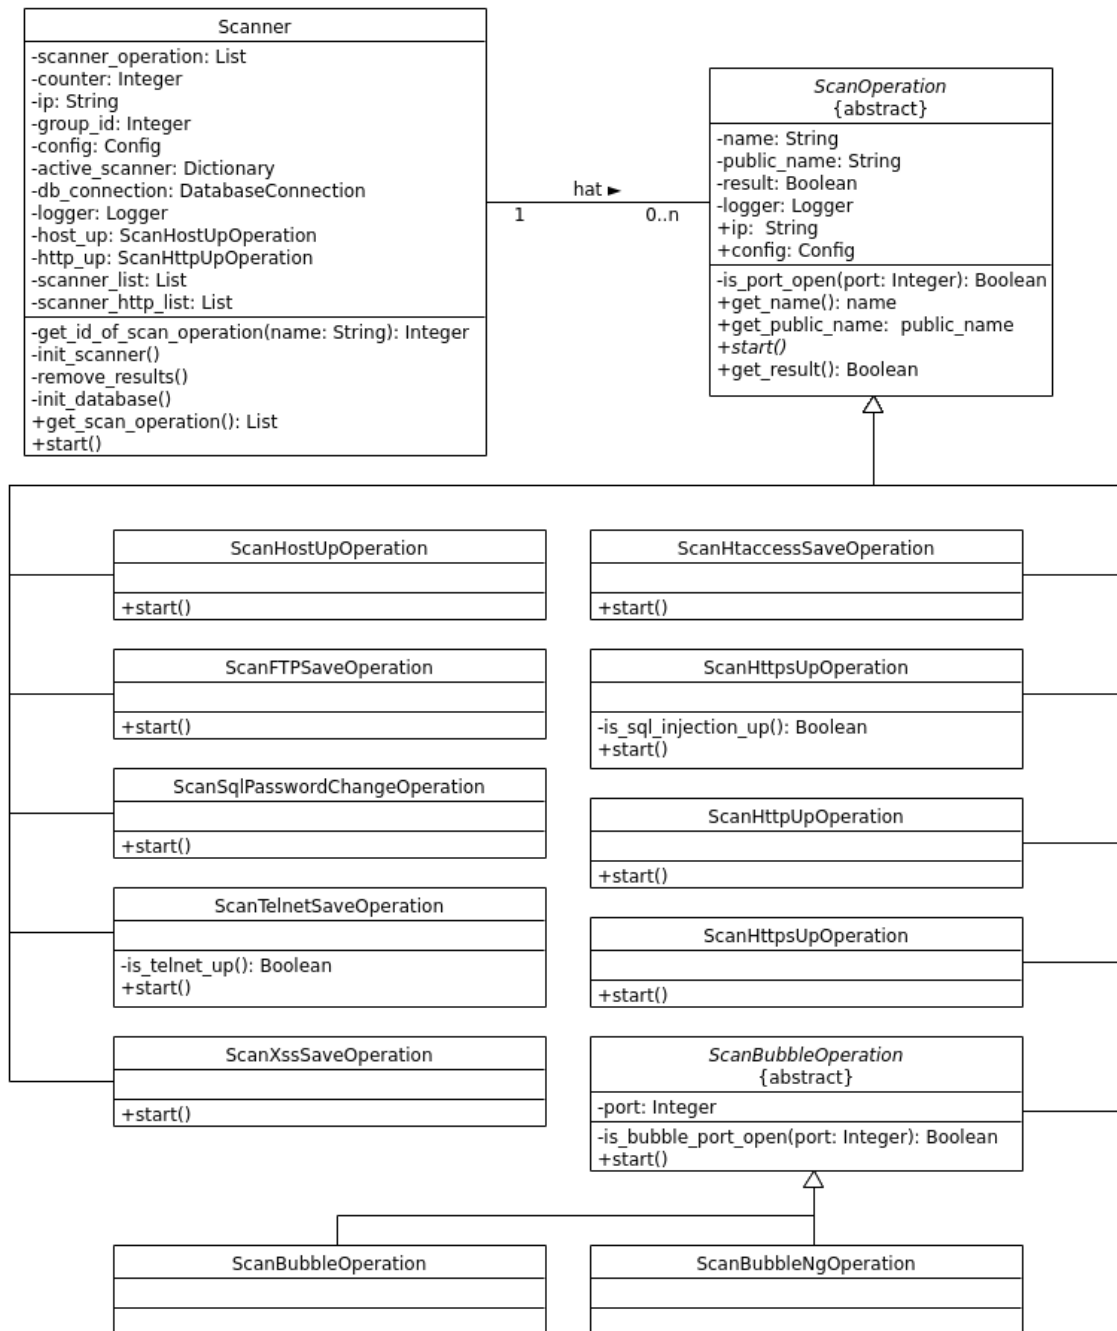 Scanner
-scanner_operation: List
-counter: Integer
-ip: String
-group_id: Integer
-config: Config
-active_scanner: Dictionary
-db_connection: DatabaseConnection
-logger: Logger
-host_up: ScanHostUpOperation
-http_up: ScanHttpUpOperation
-scanner_list: List
-scanner_http_list: List
-get_id_of_scan_operation(name: String): Integer
-init_scanner()
-remove_results()
-init_database()
+get_scan_operation(): List
+start()
hat ►
1
0..n
ScanOperation
{abstract}
-name: String
-public_name: String
-result: Boolean
-logger: Logger
+ip:  String
+config: Config
-is_port_open(port: Integer): Boolean
+get_name(): name
+get_public_name:  public_name
+start()
+get_result(): Boolean
ScanHostUpOperation
+start()
ScanFTPSaveOperation
+start()
ScanSqlPasswordChangeOperation
+start()
ScanTelnetSaveOperation
-is_telnet_up(): Boolean
+start()
ScanXssSaveOperation
+start()
ScanHtaccessSaveOperation
+start()
ScanHttpsUpOperation
-is_sql_injection_up(): Boolean
+start()
ScanHttpUpOperation
+start()
ScanHttpsUpOperation
+start()
ScanBubbleOperation
{abstract}
-port: Integer
-is_bubble_port_open(port: Integer): Boolean
+start()
ScanBubbleOperation
ScanBubbleNgOperation